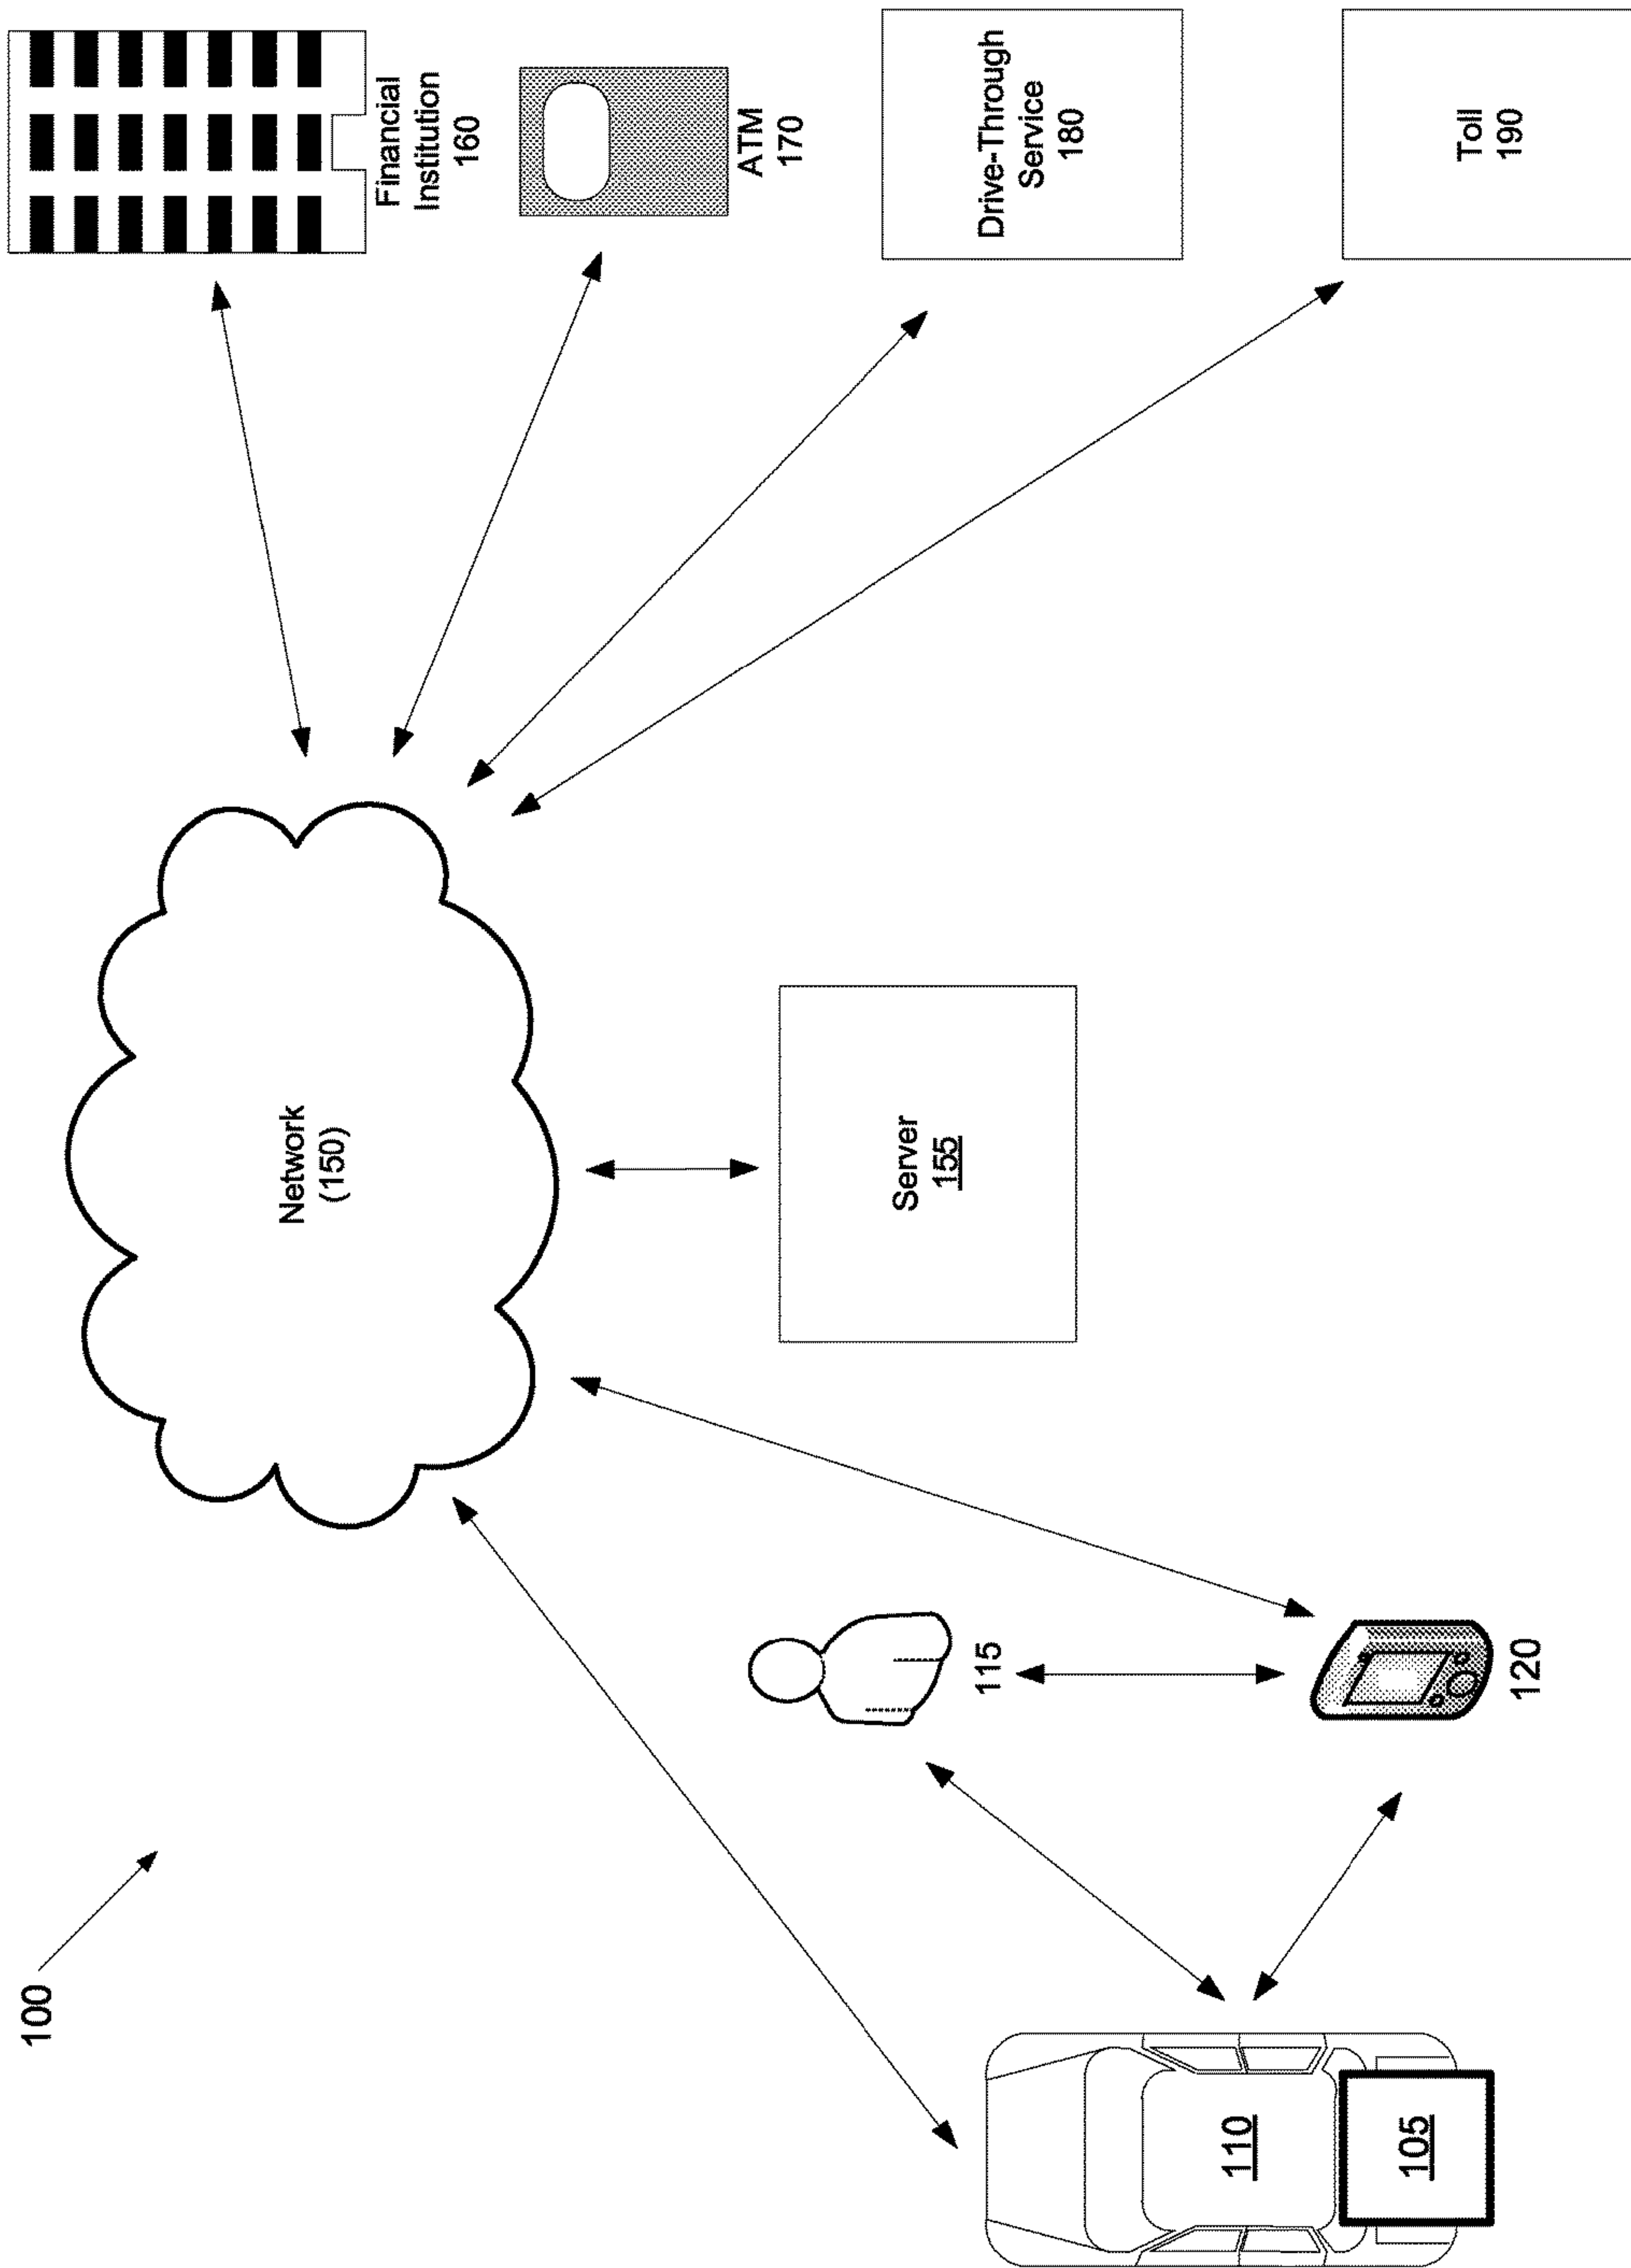 100
Network
(150)
Financial
Institution
160
ATM
170
Drive-Through
Service
180
Toll
190
Server
155
115
120
110
105